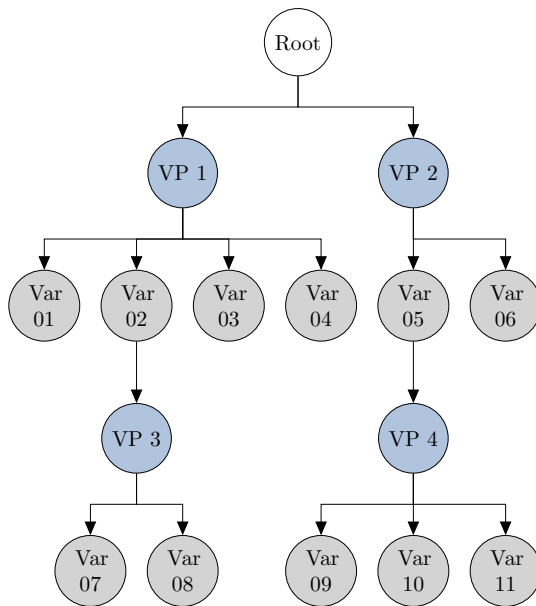 Root
VP 1
VP 2
Var
01
Var
02
Var
03
Var
04
Var
05
Var
06
VP 3
VP 4
Var
07
Var
08
Var
09
Var
10
Var
11